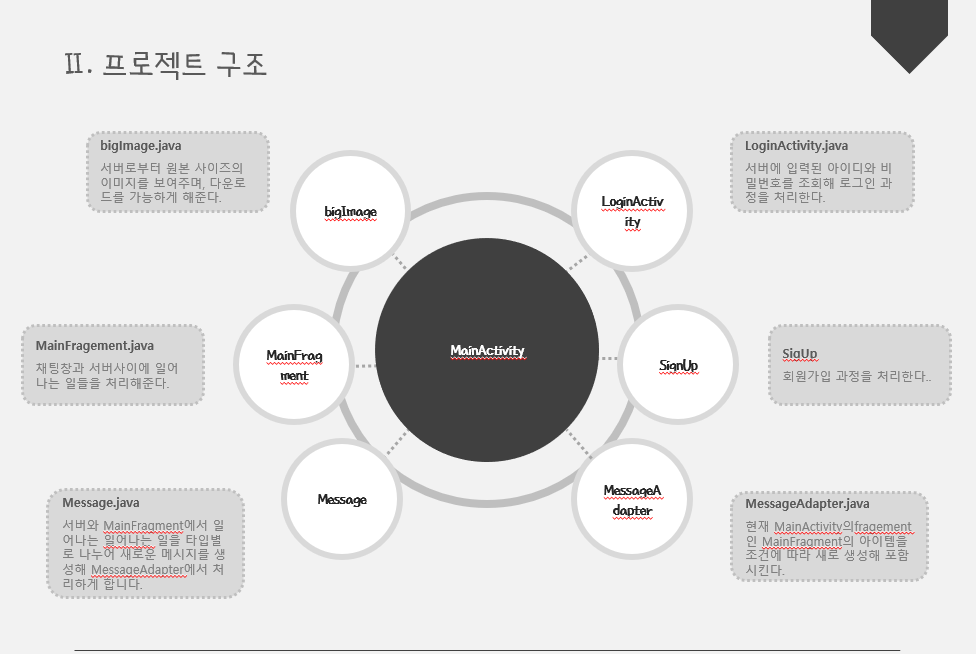 II. 프로젝트 구조
bigImage.java
서버로부터 원본 사이즈의
이미지를 보여주며, 다운로
드를 가능하게 해준다.
LoginActivity.java
서버에 입력된 아이디와 비
밀번호를 조회해 로그인 과
정을 처리한다.
bigImage
LoginActiv
ity
MainFragement.java
채팅창과 서버사이에 일어
나는 일들을 처리해준다.
MainFrag
ment
MainActivity
SignUp
SigUp
회원가입 과정을 처리한다..
Message.java
서버와 MainFragment에서 일
어나는 일어나는 일을 타입별
로 나누어 새로운 메시지를 생
성해 MessageAdapter에서 처
리하게 합니다.
Message
MessageA
dapter
MessageAdapter.java
현재 MainActivity의fragement
인 MainFragment의 아이템을
조건에 따라 새로 생성해 포함
시킨다.